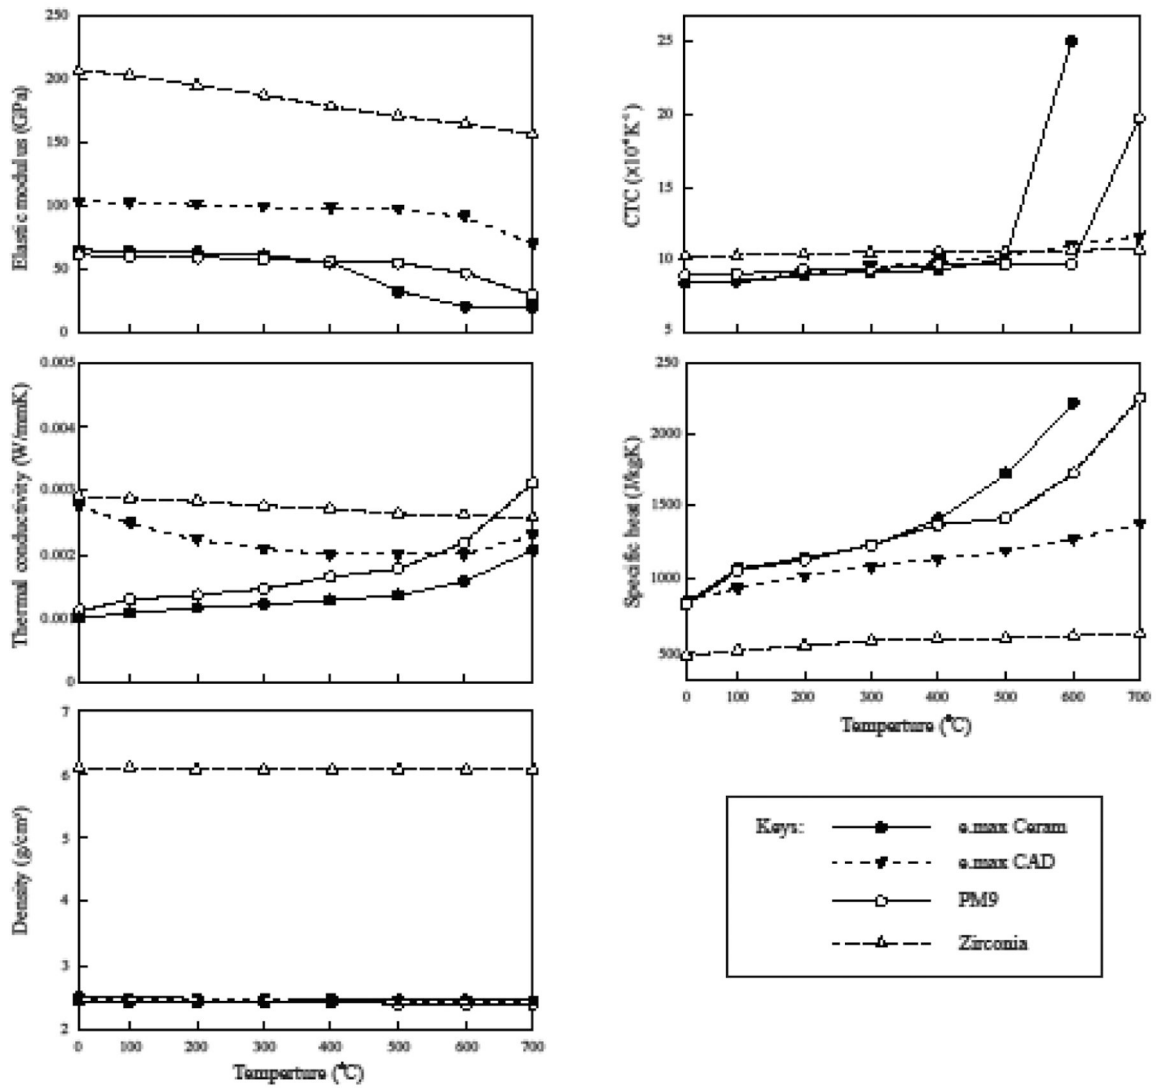 250
200
150
100
50
0
Elastic modulus (GPa)
25
20
15
10
5
CTC (x10⁻⁶K⁻¹)
0.005
0.004
0.003
0.002
0.001
0
Thermal conductivity (W/mmK)
250
2000
1500
1000
500
Specific heat (J/kgK)
0 100 200 300 400 500 600 700
Temperture (°C)
7
6
5
4
3
2
Density (g/cm³)
0 100 200 300 400 500 600 700
Temperture (°C)
Keys:
e.max Ceram
e.max CAD
PM9
Zirconia